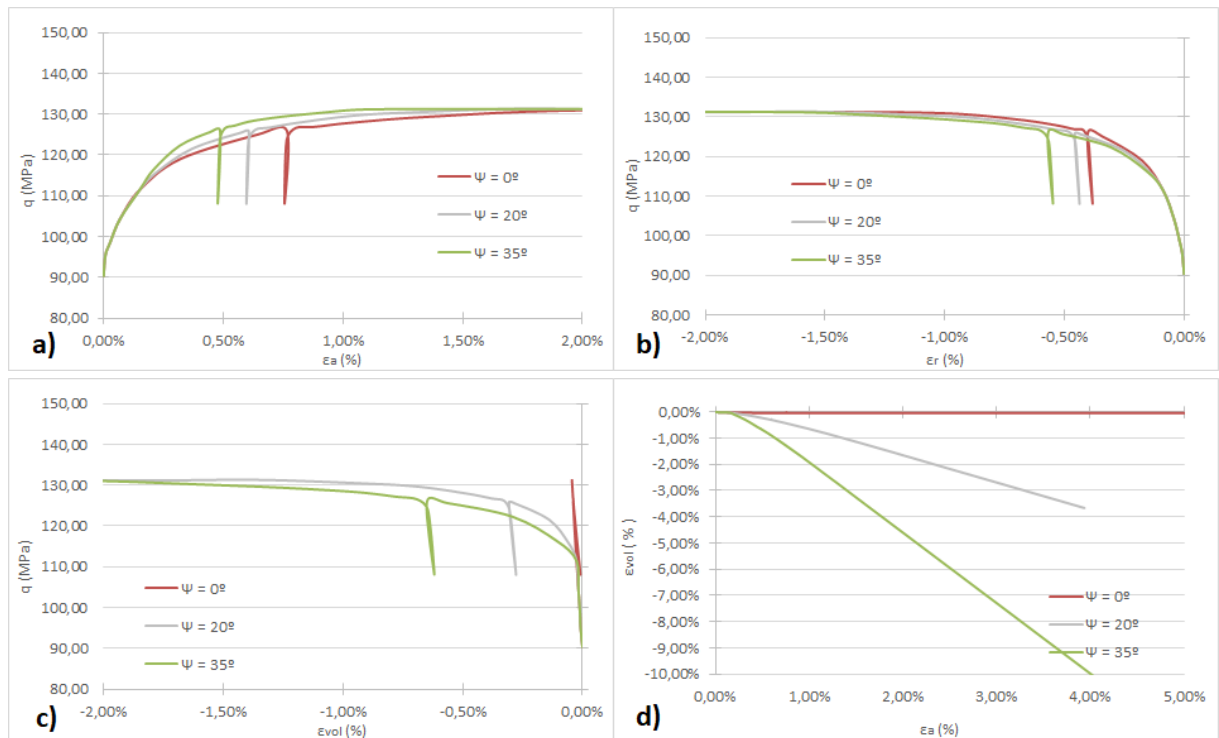 150,00
140,00
130,00
120,00
110,00
100,00
90,00
80,00
q (MPa)
Ψ = 0º
Ψ = 20º
Ψ = 35º
0,00%
0,50%
1,00%
1,50%
2,00%
εa (%)
a)
150,00
140,00
130,00
120,00
110,00
100,00
90,00
80,00
q (MPa)
Ψ = 0º
Ψ = 20º
Ψ = 35º
-2,00%
-1,50%
-1,00%
-0,50%
0,00%
εr (%)
b)
150,00
140,00
130,00
120,00
110,00
100,00
90,00
80,00
q (MPa)
Ψ = 0º
Ψ = 20º
Ψ = 35º
-2,00%
-1,50%
-1,00%
-0,50%
0,00%
εvol (%)
c)
0,00%
-1,00%
-2,00%
-3,00%
-4,00%
-5,00%
-6,00%
-7,00%
-8,00%
-9,00%
-10,00%
εvol ( % )
Ψ = 0º
Ψ = 20º
Ψ = 35º
0,00%
1,00%
2,00%
3,00%
4,00%
5,00%
εa (%)
d)